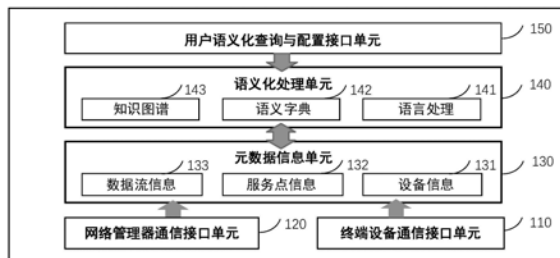 用户语义化查询与配置接口单元 150
语义化处理单元 140
知识图谱 143
语义字典 142
语言处理 141
元数据信息单元 130
数据流信息 133
服务点信息 132
设备信息 131
网络管理器通信接口单元 120
终端设备通信接口单元 110